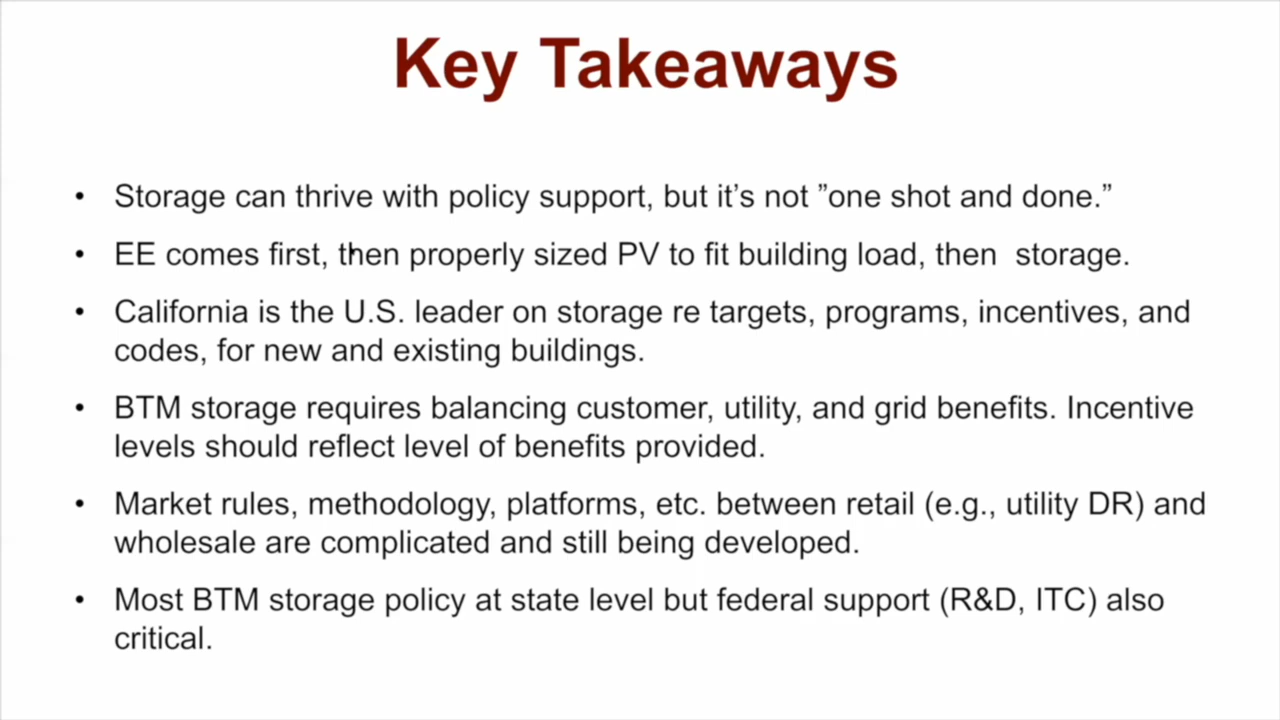 Key Takeaways
• Storage can thrive with policy support, but it’s not ”one shot and done.”
• EE comes first, then properly sized PV to fit building load, then  storage.
• California is the U.S. leader on storage re targets, programs, incentives, and
codes, for new and existing buildings.
• BTM storage requires balancing customer, utility, and grid benefits. Incentive
levels should reflect level of benefits provided.
• Market rules, methodology, platforms, etc. between retail (e.g., utility DR) and
wholesale are complicated and still being developed.
• Most BTM storage policy at state level but federal support (R&D, ITC) also
critical.